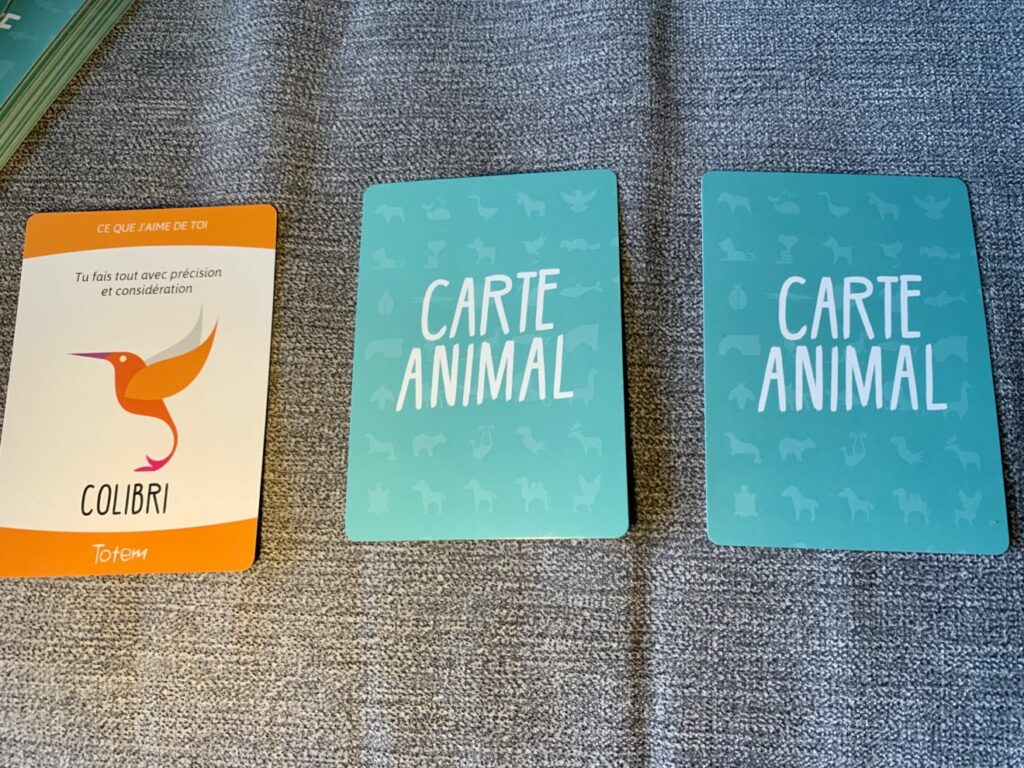 CE QUE J'AIME DE TOI
Tu fais tout avec précision
et considération
COLIBRI
Totem
CARTE
ANIMAL
CARTE
ANIMAL